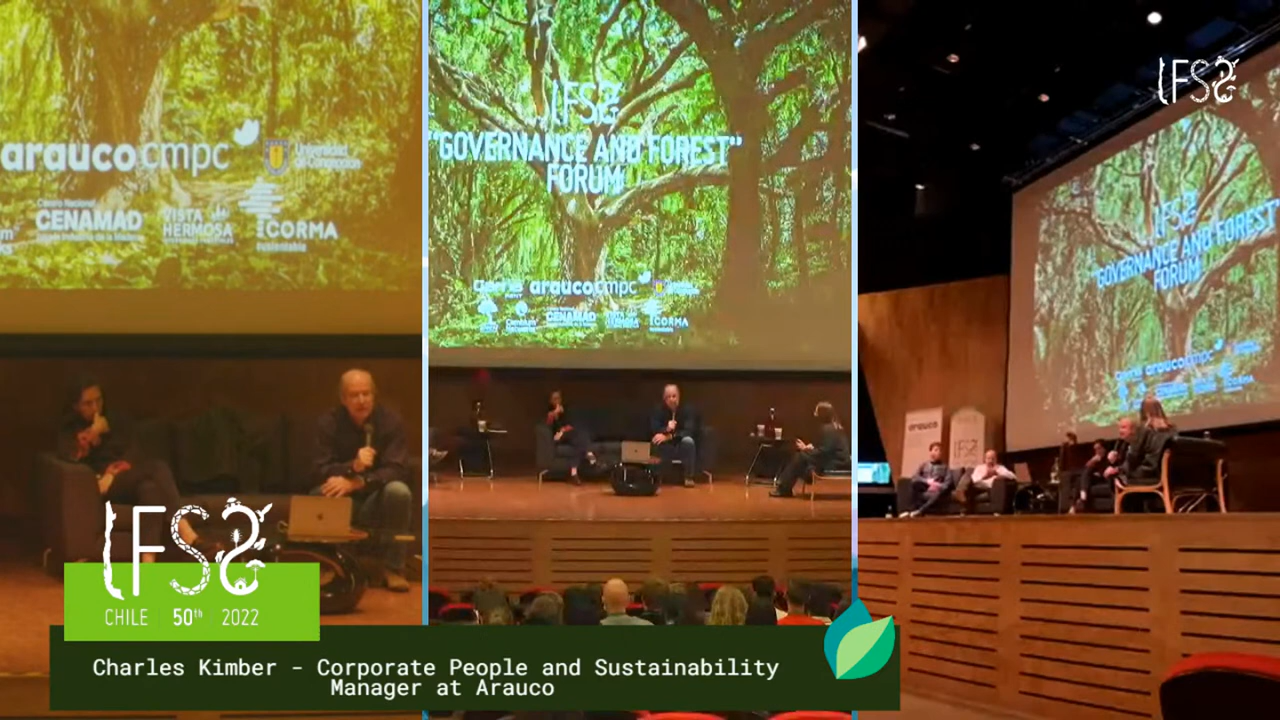 arauco cmpc Universidad de Concepción
Centro Nacional
CENAMAD
VISTA
HERMOSA
CORMA
sustentable
IFSS
"GOVERNANCE AND FOREST"
FORUM
arauco cmpc
CENAMAD
CORMA
IFSS
IFSS
GOVERNANCE AND FOREST"
FORUM
arauco cmpc
arauco
IFSS
IFSS
CHILE 50th 2022
Charles Kimber - Corporate People and Sustainability
Manager at Arauco